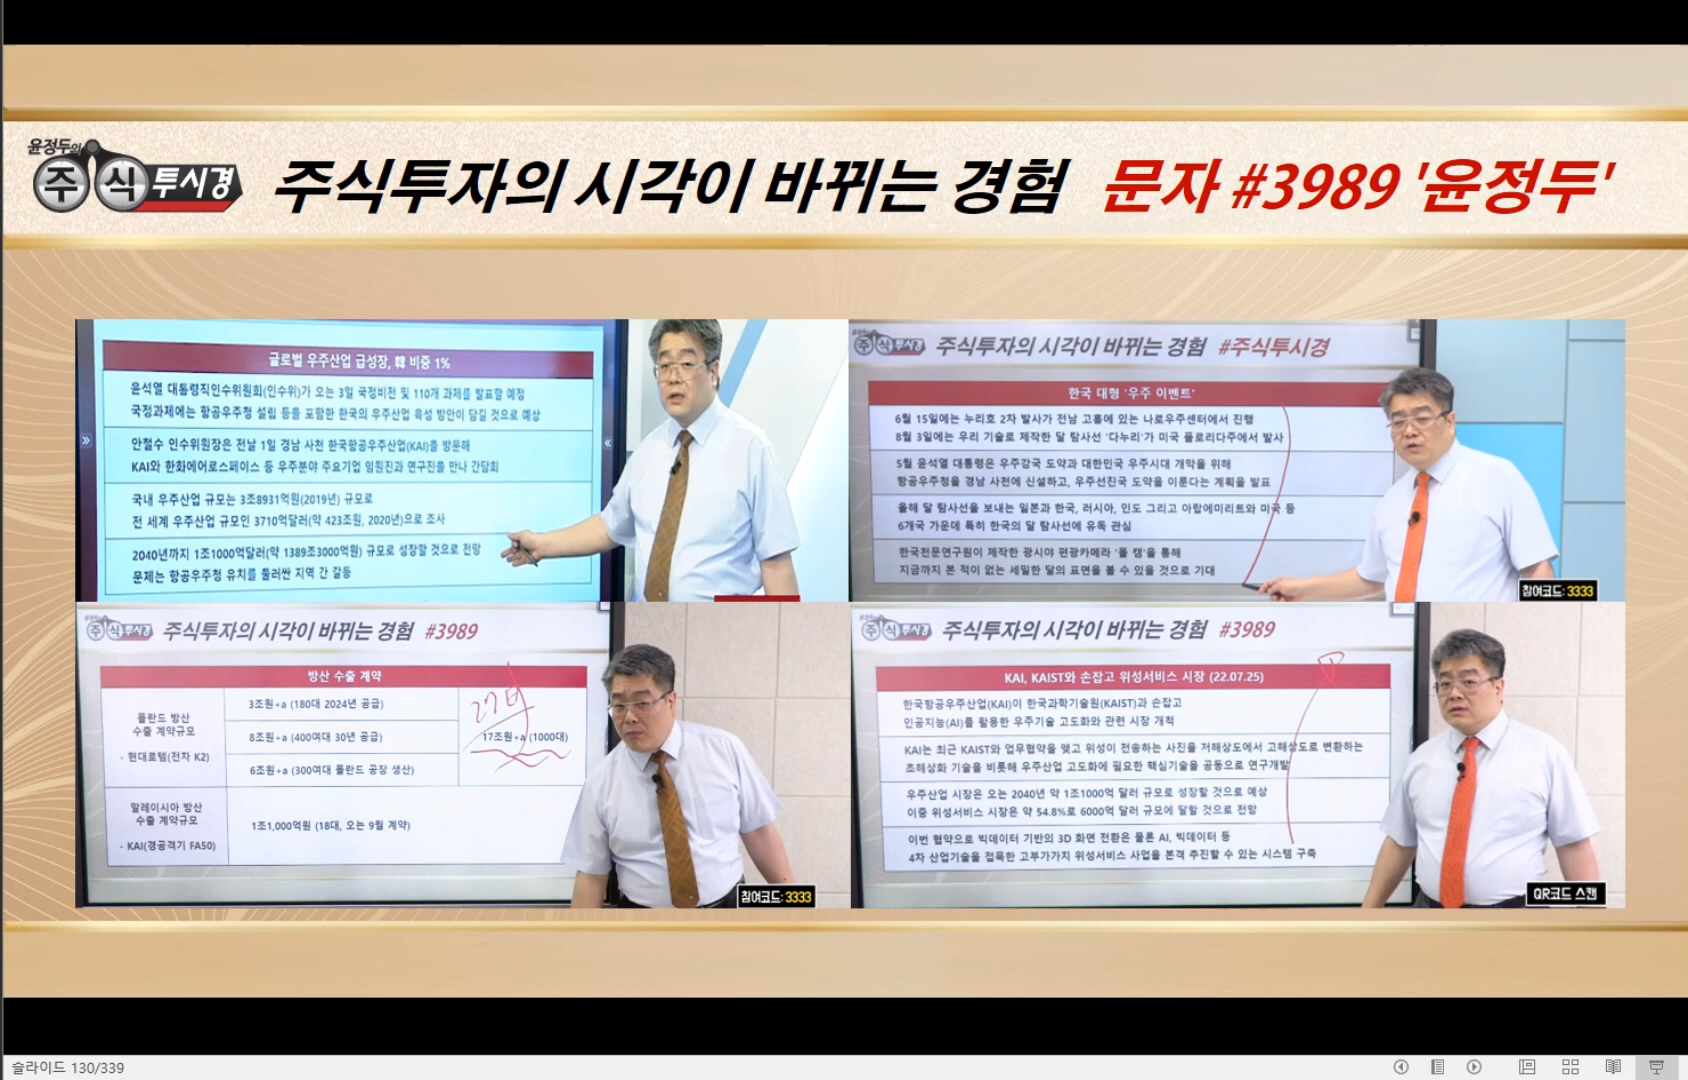 윤정두의
주식투시경
주식투자의 시각이 바뀌는 경험 문자 #3989 '윤정두'
글로벌 우주산업 급성장, 韓 비중 1%
윤석열 대통령직인수위원회(인수위)가 오는 3일 국정비전 및 110개 과제를 발표할 예정
국정과제에는 항공우주청 설립 등을 포함한 한국의 우주산업 육성 방안이 담길 것으로 예상
안철수 인수위원장은 전날 1일 경남 사천 한국항공우주산업(KAI)을 방문해
KAI와 한화에어로스페이스 등 우주분야 주요기업 임원진과 연구진을 만나 간담회
국내 우주산업 규모는 3조8931억원(2019년) 규모로
전 세계 우주산업 규모인 3710억달러(약 423조원, 2020년)으로 조사
2040년까지 1조1000억달러(약 1389조3000억원) 규모로 성장할 것으로 전망
문제는 항공우주청 유치를 둘러싼 지역 간 갈등
주식투시경
주식투자의 시각이 바뀌는 경험 #주식투시경
한국 대형 '우주 이벤트'
6월 15일에는 누리호 2차 발사가 전남 고흥에 있는 나로우주센터에서 진행
8월 3일에는 우리 기술로 제작한 달 탐사선 '다누리'가 미국 플로리다주에서 발사
5월 윤석열 대통령은 우주강국 도약과 대한민국 우주시대 개막을 위해
항공우주청을 경남 사천에 신설하고, 우주선진국 도약을 이룬다는 계획을 발표
올해 달 탐사선을 보내는 일본과 한국, 러시아, 인도 그리고 아랍에미리트와 미국 등
6개국 가운데 특히 한국의 달 탐사선에 유독 관심
한국천문연구원이 제작한 광시야 편광카메라 '폴 캠'을 통해
지금까지 본 적이 없는 세밀한 달의 표면을 볼 수 있을 것으로 기대
참여코드: 3333
주식투시경
주식투자의 시각이 바뀌는 경험 #3989
방산 수출 계약
폴란드 방산
수출 계약규모
- 현대로템(전차 K2)
3조원+a (180대 2024년 공급)
8조원+a (400여대 30년 공급)
6조원+a (300여대 폴란드 공장 생산)
17조원+a (1000대)
말레이시아 방산
수출 계약규모
- KAI(경공격기 FA50)
1조1,000억원 (18대, 오는 9월 계약)
참여코드: 3333
주식투시경
주식투자의 시각이 바뀌는 경험 #3989
KAI, KAIST와 손잡고 위성서비스 시장 (22.07.25)
한국항공우주산업(KAI)이 한국과학기술원(KAIST)과 손잡고
인공지능(AI)를 활용한 우주기술 고도화와 관련 시장 개척
KAI는 최근 KAIST와 업무협약을 맺고 위성이 전송하는 사진을 저해상도에서 고해상도로 변환하는
초해상화 기술을 비롯해 우주산업 고도화에 필요한 핵심기술을 공동으로 연구개발
우주산업 시장은 오는 2040년 약 1조1000억 달러 규모로 성장할 것으로 예상
이중 위성서비스 시장은 약 54.8%로 6000억 달러 규모에 달할 것으로 전망
이번 협약으로 빅데이터 기반의 3D 화면 전환은 물론 AI, 빅데이터 등
4차 산업기술을 접목한 고부가가치 위성서비스 사업을 본격 추진할 수 있는 시스템 구축
QR코드 스캔
슬라이드 130/339